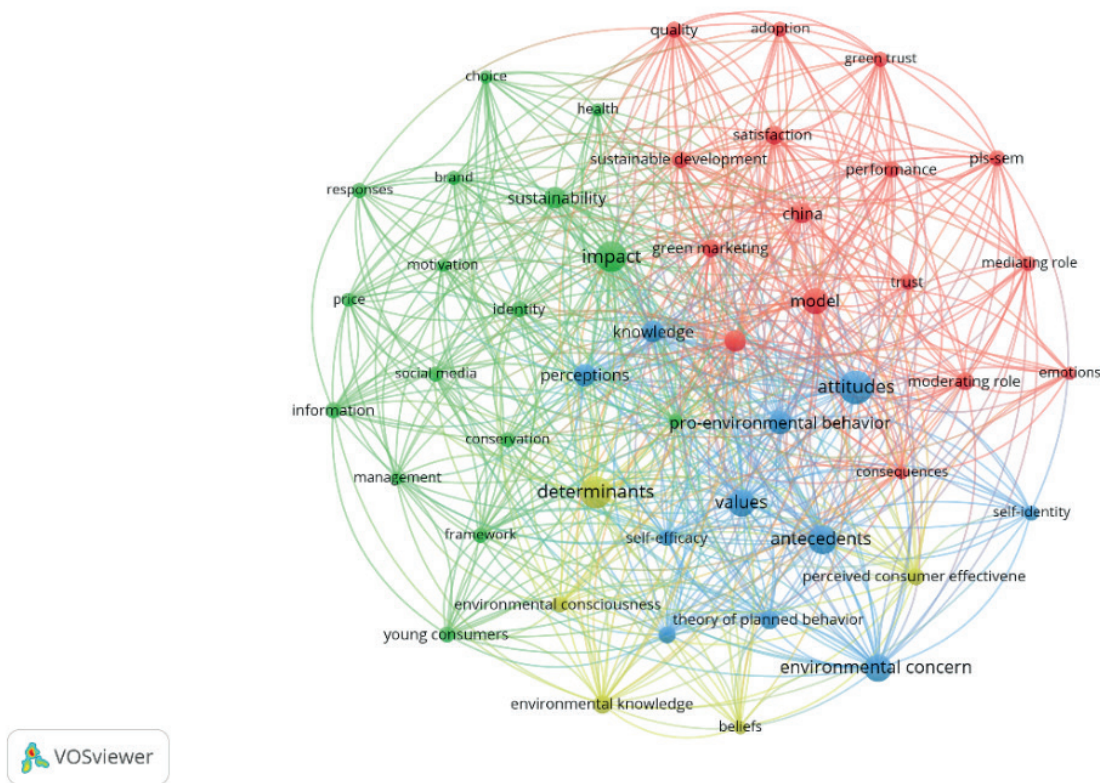 quality
adoption
green trust
choice
health
satisfaction
sustainable development
performance
pls-sem
responses
brand
sustainability
china
green marketing
impact
mediating role
motivation
trust
price
identity
knowledge
model
social media
perceptions
attitudes
moderating role
emotions
information
pro-environmental behavior
conservation
management
consequences
determinants
values
self-identity
framework
self-efficacy
antecedents
perceived consumer effectivene
environmental consciousness
theory of planned behavior
young consumers
environmental concern
environmental knowledge
beliefs
VOSviewer